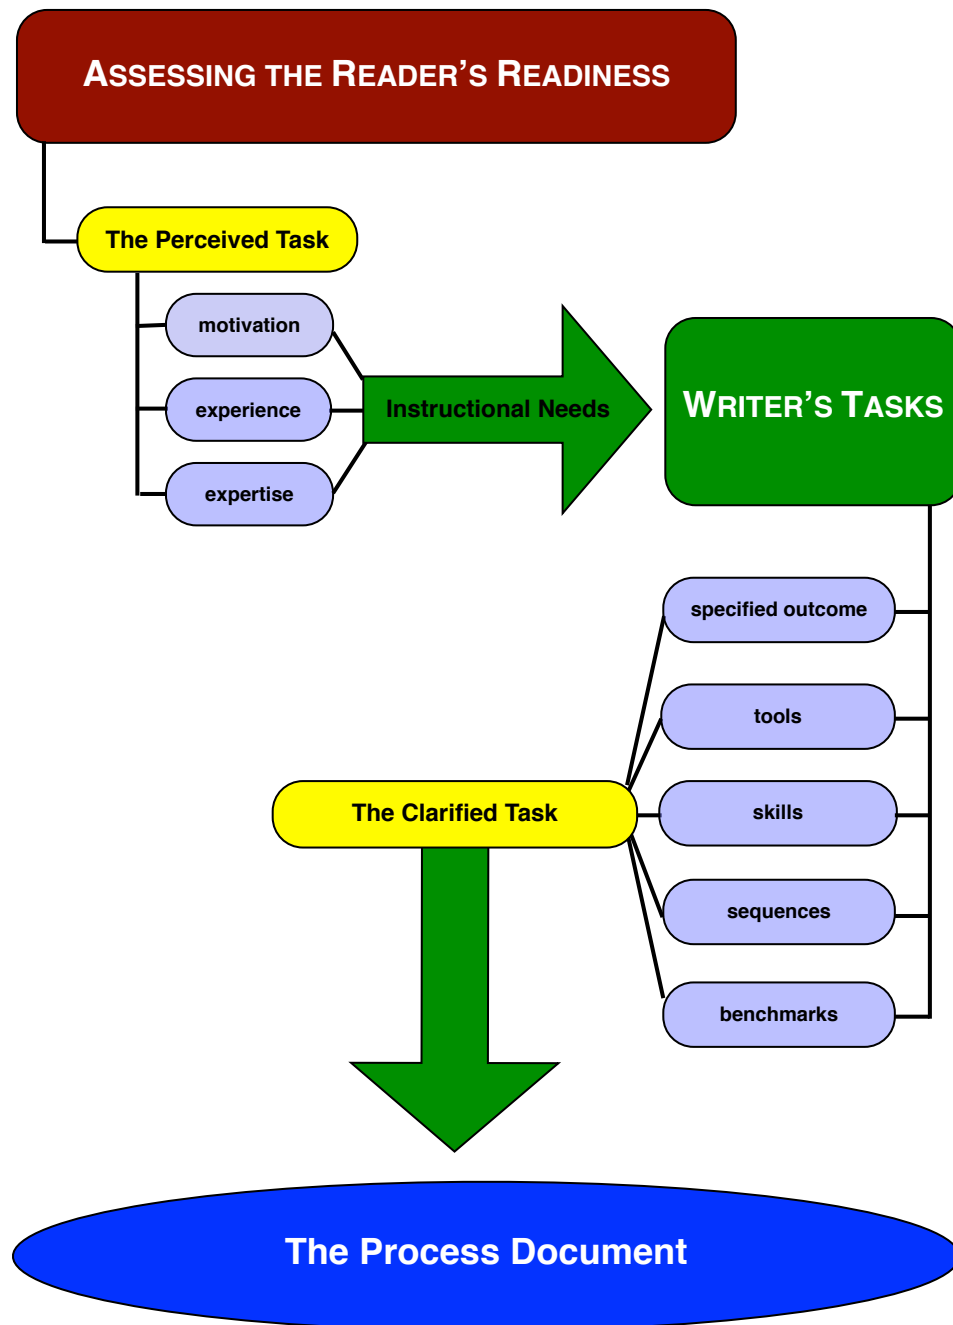 ASSESSING THE READER'S READINESS
The Perceived Task
motivation
experience
expertise
Instructional Needs
WRITER'S TASKS
specified outcome
tools
skills
sequences
benchmarks
The Clarified Task
The Process Document